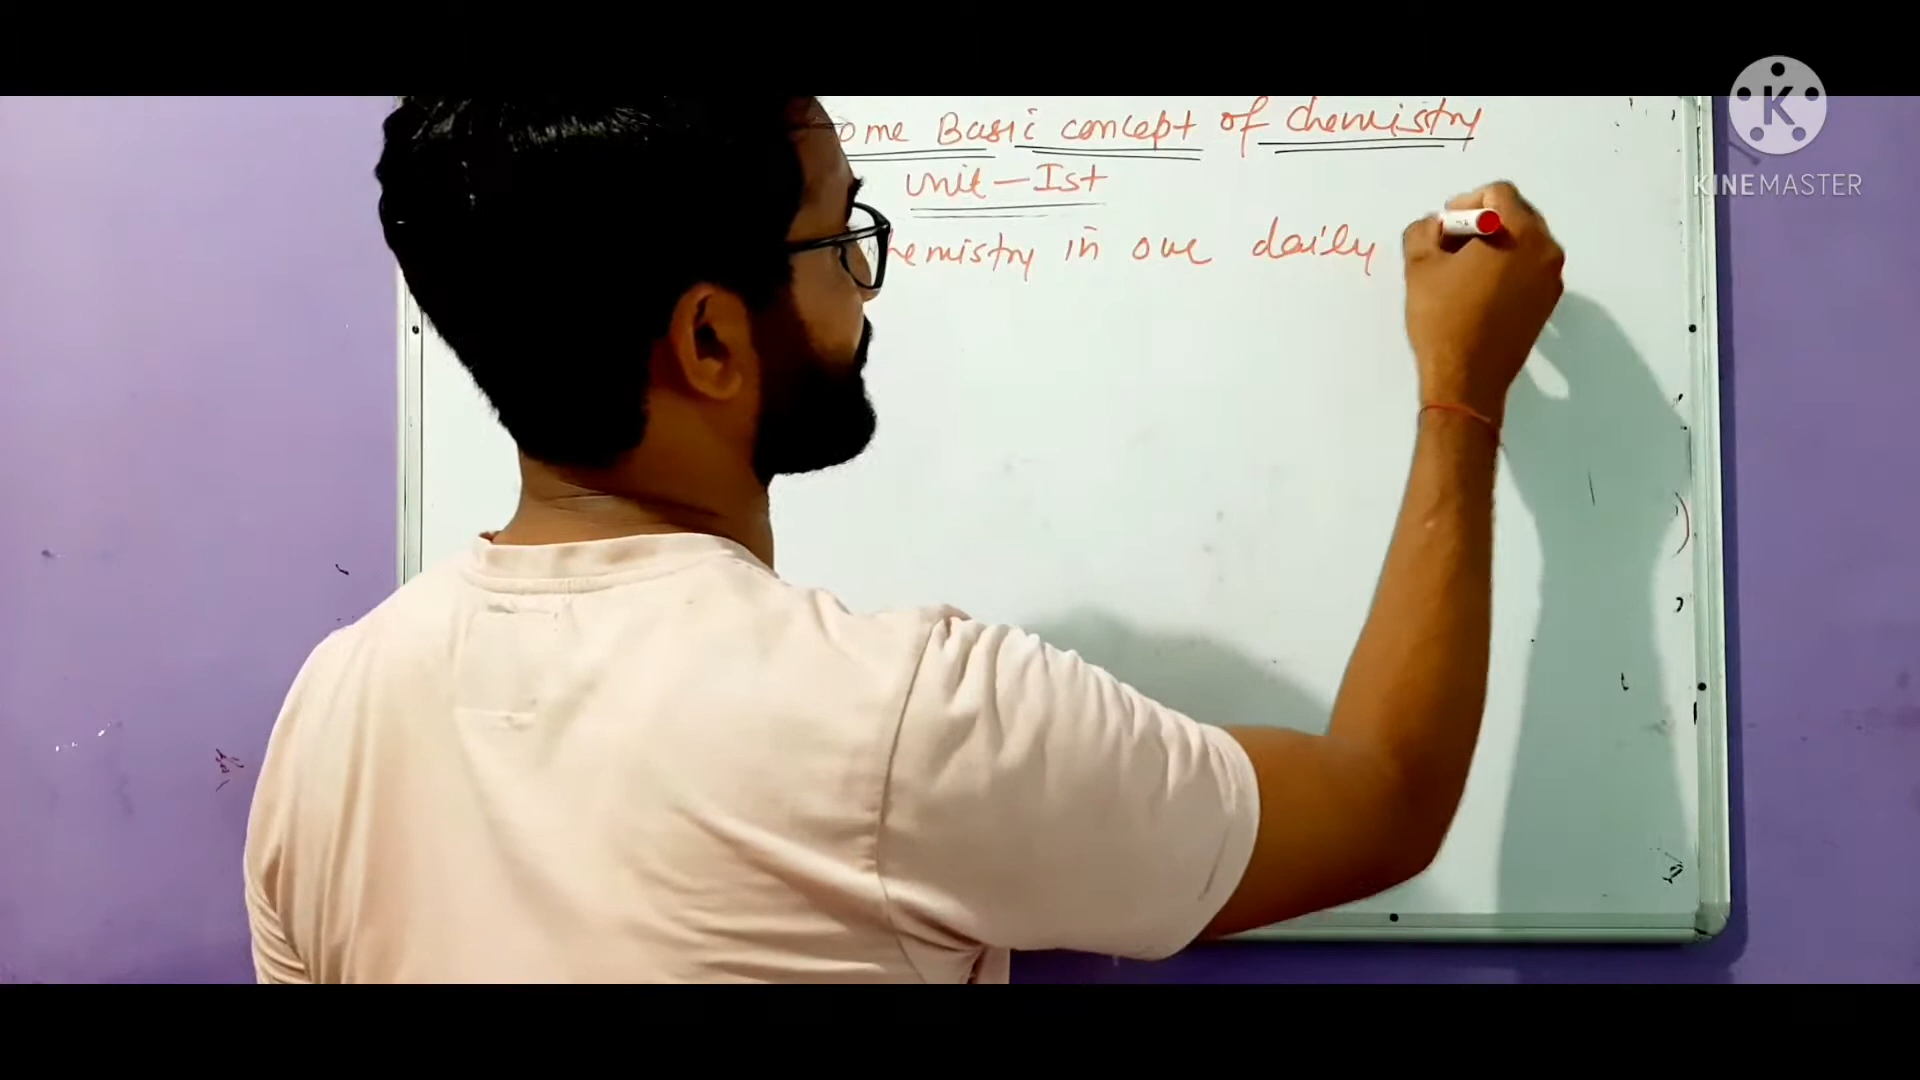 ome Basic concept of chemistry
unit-Ist
hemistry in our daily
K
KINEMASTER